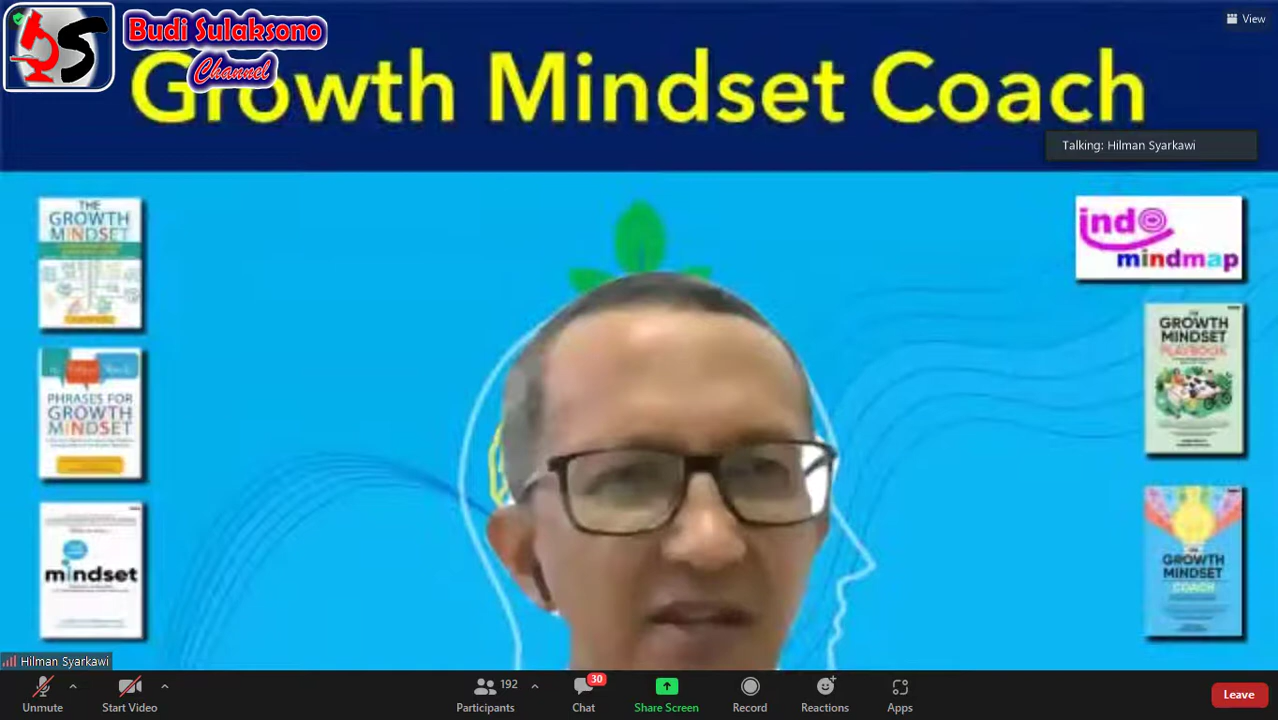 Budi Sulaksono
Channel
View
Growth Mindset Coach
Talking: Hilman Syarkawi
THE
GROWTH
MINDSET
PHRASES FOR
GROWTH
MINDSET
mindset
indo
mindmap
THE
GROWTH
MINDSET
PLAYBOOK
THE
GROWTH
MINDSET
COACH
Hilman Syarkawi
Unmute
Start Video
192
Participants
30
Chat
Share Screen
Record
Reactions
Apps
Leave